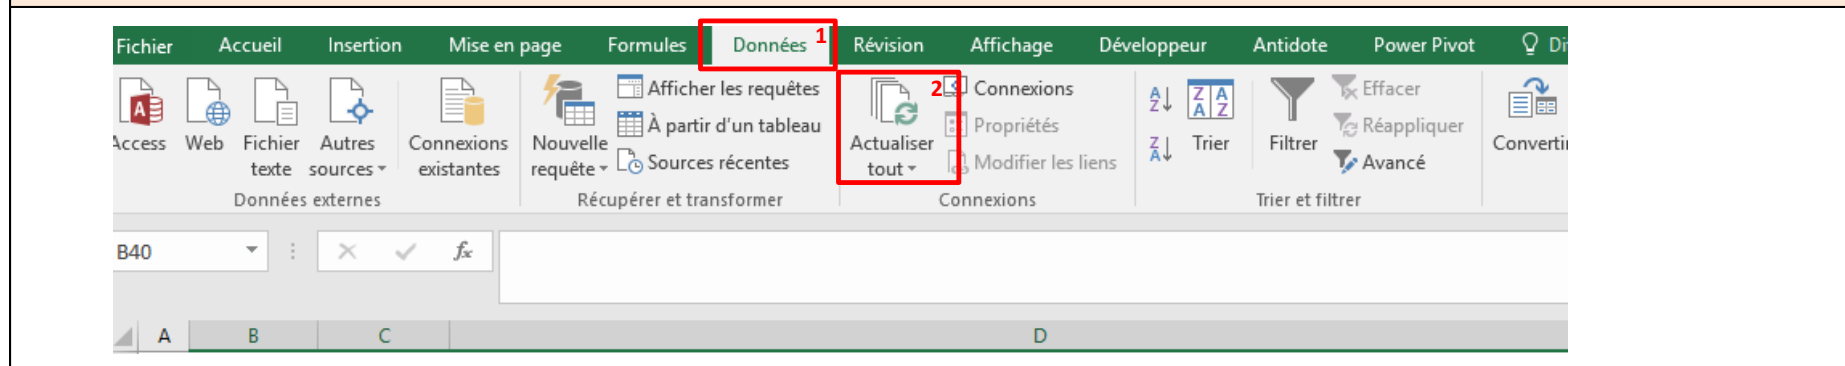 Fichier Accueil Insertion Mise en page Formules Données 1 Révision Affichage Développeur Antidote Power Pivot
Access Web Fichier texte Autres sources Connexions existantes
Données externes
Nouvelle requête
Afficher les requêtes
À partir d'un tableau
Sources récentes
Récupérer et transformer
Actualiser tout
2
Connexions
Propriétés
Modifier les liens
Connexions
A Z
Z A
Z A A Z
Trier
Filtrer
Effacer
Réappliquer
Avancé
Trier et filtrer
B40 fx
A B C D